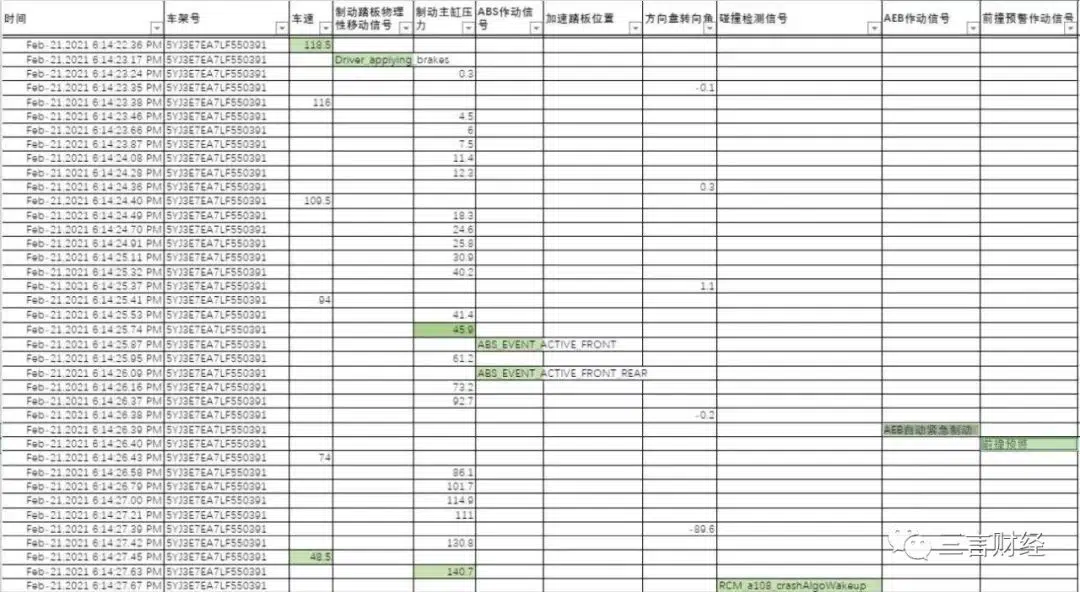 时间 车架号 车速 制动踏板物理性移动信号 制动主缸压力 ABS作动信号 加速踏板位置 方向盘转向角 碰撞检测信号 AEB作动信号 前撞预警作动信号
Feb-21,2021 6:14:22.36 PM 5YJ3E7EA7LF550391 118.5
Feb-21,2021 6:14:23.17 PM 5YJ3E7EA7LF550391 Driver_applying_brakes
Feb-21,2021 6:14:23.24 PM 5YJ3E7EA7LF550391 0.3
Feb-21,2021 6:14:23.35 PM 5YJ3E7EA7LF550391 -0.1
Feb-21,2021 6:14:23.38 PM 5YJ3E7EA7LF550391 116
Feb-21,2021 6:14:23.46 PM 5YJ3E7EA7LF550391 4.5
Feb-21,2021 6:14:23.66 PM 5YJ3E7EA7LF550391 6
Feb-21,2021 6:14:23.87 PM 5YJ3E7EA7LF550391 7.5
Feb-21,2021 6:14:24.08 PM 5YJ3E7EA7LF550391 11.4
Feb-21,2021 6:14:24.28 PM 5YJ3E7EA7LF550391 12.3
Feb-21,2021 6:14:24.36 PM 5YJ3E7EA7LF550391 0.3
Feb-21,2021 6:14:24.40 PM 5YJ3E7EA7LF550391 109.5
Feb-21,2021 6:14:24.49 PM 5YJ3E7EA7LF550391 18.3
Feb-21,2021 6:14:24.70 PM 5YJ3E7EA7LF550391 24.6
Feb-21,2021 6:14:24.91 PM 5YJ3E7EA7LF550391 25.8
Feb-21,2021 6:14:25.11 PM 5YJ3E7EA7LF550391 30.9
Feb-21,2021 6:14:25.32 PM 5YJ3E7EA7LF550391 40.2
Feb-21,2021 6:14:25.37 PM 5YJ3E7EA7LF550391 1.1
Feb-21,2021 6:14:25.41 PM 5YJ3E7EA7LF550391 94
Feb-21,2021 6:14:25.53 PM 5YJ3E7EA7LF550391 41.4
Feb-21,2021 6:14:25.74 PM 5YJ3E7EA7LF550391 45.9
Feb-21,2021 6:14:25.87 PM 5YJ3E7EA7LF550391 ABS_EVENT_ACTIVE_FRONT
Feb-21,2021 6:14:25.95 PM 5YJ3E7EA7LF550391 61.2
Feb-21,2021 6:14:26.09 PM 5YJ3E7EA7LF550391 ABS_EVENT_ACTIVE_FRONT_REAR
Feb-21,2021 6:14:26.16 PM 5YJ3E7EA7LF550391 73.2
Feb-21,2021 6:14:26.37 PM 5YJ3E7EA7LF550391 92.7
Feb-21,2021 6:14:26.38 PM 5YJ3E7EA7LF550391 -0.2
Feb-21,2021 6:14:26.39 PM 5YJ3E7EA7LF550391 AEB自动紧急制动
Feb-21,2021 6:14:26.40 PM 5YJ3E7EA7LF550391 前撞预警
Feb-21,2021 6:14:26.43 PM 5YJ3E7EA7LF550391 74
Feb-21,2021 6:14:26.58 PM 5YJ3E7EA7LF550391 86.1
Feb-21,2021 6:14:26.79 PM 5YJ3E7EA7LF550391 101.7
Feb-21,2021 6:14:27.00 PM 5YJ3E7EA7LF550391 114.9
Feb-21,2021 6:14:27.21 PM 5YJ3E7EA7LF550391 111
Feb-21,2021 6:14:27.39 PM 5YJ3E7EA7LF550391 -89.6
Feb-21,2021 6:14:27.42 PM 5YJ3E7EA7LF550391 130.8
Feb-21,2021 6:14:27.45 PM 5YJ3E7EA7LF550391 48.5
Feb-21,2021 6:14:27.63 PM 5YJ3E7EA7LF550391 140.7
Feb-21,2021 6:14:27.67 PM 5YJ3E7EA7LF550391 RCM_a108_crashAlgoWakeup
三言财经